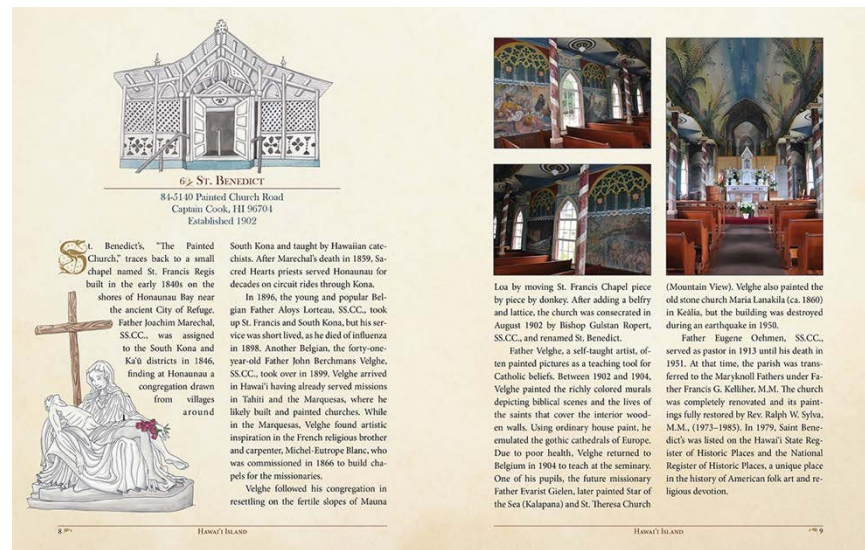 6 St. Benedict
84-5140 Painted Church Road
Captain Cook, HI 96704
Established 1902
St. Benedict's, "The Painted
Church," traces back to a small
chapel named St. Francis Regis
built in the early 1840s on the
shores of Honaunau Bay near
the ancient City of Refuge.
Father Joachim Marechal,
SS.CC., was assigned
to the South Kona and
Ka'ū districts in 1846,
finding at Honaunau a
congregation drawn
from villages
around
South Kona and taught by Hawaiian cate-
chists. After Marechal's death in 1859, Sa-
cred Hearts priests served Honaunau for
decades on circuit rides through Kona.
In 1896, the young and popular Bel-
gian Father Aloys Lorteau, SS.CC., took
up St. Francis and South Kona, but his ser-
vice was short lived, as he died of influenza
in 1898. Another Belgian, the forty-one-
year-old Father John Berchmans Velghe,
SS.CC., took over in 1899. Velghe arrived
in Hawai'i having already served missions
in Tahiti and the Marquesas, where he
likely built and painted churches. While
in the Marquesas, Velghe found artistic
inspiration in the French religious brother
and carpenter, Michel-Eutrope Blanc, who
was commissioned in 1866 to build cha-
pels for the missionaries.
Velghe followed his congregation in
resettling on the fertile slopes of Mauna
8
Hawai'i Island
Loa by moving St. Francis Chapel piece
by piece by donkey. After adding a belfry
and lattice, the church was consecrated in
August 1902 by Bishop Gulstan Ropert,
SS.CC., and renamed St. Benedict.
Father Velghe, a self-taught artist, of-
ten painted pictures as a teaching tool for
Catholic beliefs. Between 1902 and 1904,
Velghe painted the richly colored murals
depicting biblical scenes and the lives of
the saints that cover the interior wood-
en walls. Using ordinary house paint, he
emulated the gothic cathedrals of Europe.
Due to poor health, Velghe returned to
Belgium in 1904 to teach at the seminary.
One of his pupils, the future missionary
Father Evarist Gielen, later painted Star of
the Sea (Kalapana) and St. Theresa Church
(Mountain View). Velghe also painted the
old stone church Maria Lanakila (ca. 1860)
in Keālia, but the building was destroyed
during an earthquake in 1950.
Father Eugene Oehmen, SS.CC.,
served as pastor in 1913 until his death in
1951. At that time, the parish was trans-
ferred to the Maryknoll Fathers under Fa-
ther Francis G. Kelliher, M.M. The church
was completely renovated and its paint-
ings fully restored by Rev. Ralph W. Sylva,
M.M., (1973–1985). In 1979, Saint Bene-
dict's was listed on the Hawai'i State Reg-
ister of Historic Places and the National
Register of Historic Places, a unique place
in the history of American folk art and re-
ligious devotion.
Hawai'i Island
9